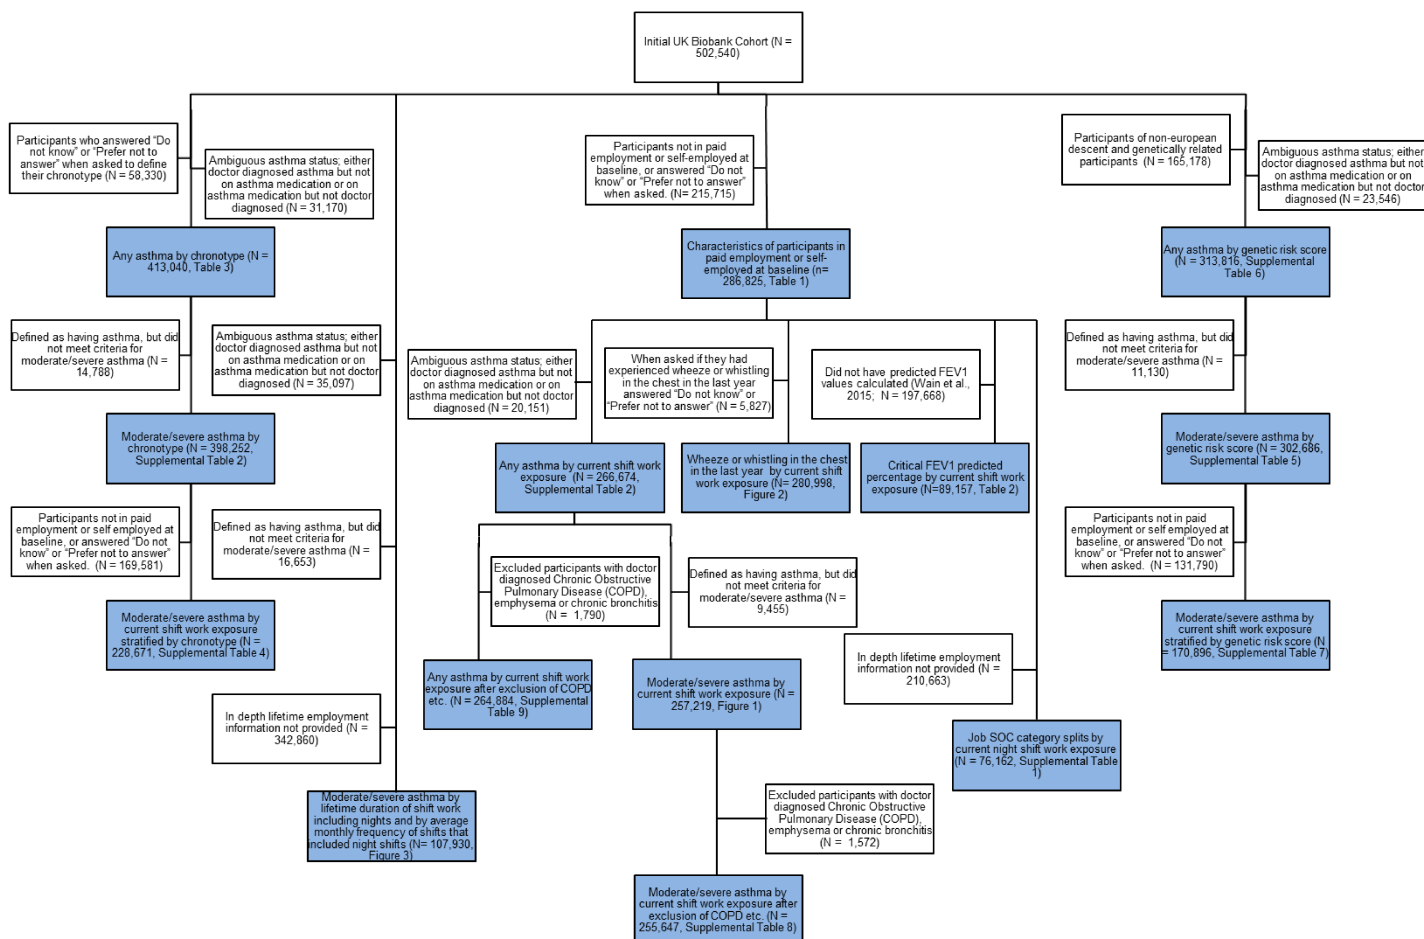 Initial UK Biobank Cohort (N =
502,540)
Participants who answered “Do
not know” or “Prefer not to
answer” when asked to define
their chronotype (N = 58,330)
Ambiguous asthma status; either
doctor diagnosed asthma but not
on asthma medication or on
asthma medication but not doctor
diagnosed (N = 31,170)
Participants not in paid
employment or self-employed at
baseline, or answered “Do not
know” or “Prefer not to answer”
when asked. (N= 215,715)
Participants of non-european
descent and genetically related
participants (N = 165,178)
Ambiguous asthma status; either
doctor diagnosed asthma but not
on asthma medication or on
asthma medication but not doctor
diagnosed (N = 23,546)
Any asthma by chronotype (N =
413,040, Table 3)
Characteristics of participants in
paid employment or self-
employed at baseline (n=
286,825, Table 1)
Any asthma by genetic risk score
(N = 313,816, Supplemental
Table 6)
Defined as having asthma, but did
not meet criteria for
moderate/severe asthma (N =
14,788)
Ambiguous asthma status; either
doctor diagnosed asthma but not
on asthma medication or on
asthma medication but not doctor
diagnosed (N = 35,097)
Ambiguous asthma status; either
doctor diagnosed asthma but not
on asthma medication or on
asthma medication but not doctor
diagnosed (N = 20,151)
When asked if they had
experienced wheeze or whistling
in the chest in the last year
answered “Do not know” or
“Prefer not to answer” (N = 5,827)
Did not have predicted FEV1
values calculated (Wain et al.,
2015; N = 197,668)
Defined as having asthma, but did
not meet criteria for
moderate/severe asthma (N =
11,130)
Moderate/severe asthma by
chronotype (N = 398,252,
Supplemental Table 2)
Any asthma by current shift work
exposure (N = 266,674,
Supplemental Table 2)
Wheeze or whistling in the chest
in the last year by current shift
work exposure (N= 280,998,
Figure 2)
Critical FEV1 predicted
percentage by current shift work
exposure (N=89,157, Table 2)
Moderate/severe asthma by
genetic risk score (N = 302,686,
Supplemental Table 5)
Participants not in paid
employment or self employed at
baseline, or answered “Do not
know” or “Prefer not to answer”
when asked. (N = 169,581)
Defined as having asthma, but did
not meet criteria for
moderate/severe asthma (N =
16,653)
Excluded participants with doctor
diagnosed Chronic Obstructive
Pulmonary Disease (COPD),
emphysema or chronic bronchitis
(N = 1,790)
Defined as having asthma, but did
not meet criteria for
moderate/severe asthma (N =
9,455)
Participants not in paid
employment or self employed at
baseline, or answered “Do not
know” or “Prefer not to answer”
when asked. (N = 131,790)
Moderate/severe asthma by
current shift work exposure
stratified by chronotype (N =
228,671, Supplemental Table 4)
Any asthma by current shift work
exposure after exclusion of COPD
etc. (N = 264,884, Supplemental
Table 9)
Moderate/severe asthma by
current shift work exposure (N =
257,219, Figure 1)
In depth lifetime employment
information not provided (N =
210,663)
Moderate/severe asthma by
current shift work exposure
stratified by genetic risk score (N
= 170,896, Supplemental Table 7)
In depth lifetime employment
information not provided (N =
342,860)
Job SOC category splits by
current night shift work exposure
(N = 76,162, Supplemental Table
1)
Moderate/severe asthma by
lifetime duration of shift work
including nights and by average
monthly frequency of shifts that
included night shifts (N= 107,930,
Figure 3)
Excluded participants with doctor
diagnosed Chronic Obstructive
Pulmonary Disease (COPD),
emphysema or chronic bronchitis
(N = 1,572)
Moderate/severe asthma by
current shift work exposure after
exclusion of COPD etc. (N =
255,647, Supplemental Table 8)